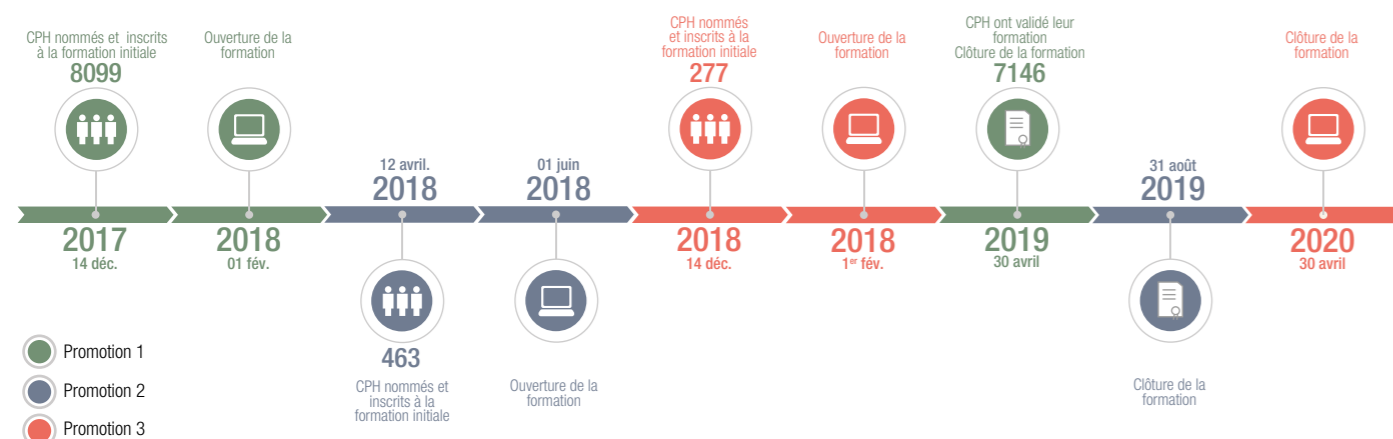 CPH nommés et inscrits
à la formation initiale
8099
2017
14 déc.
Ouverture de la
formation
2018
01 fév.
12 avril.
2018
463
CPH nommés et
inscrits à la
formation initiale
01 juin
2018
Ouverture de la
formation
CPH nommés
et inscrits à la
formation initiale
277
2018
14 déc.
Ouverture de la
formation
2018
1er fév.
CPH ont validé leur
formation
Clôture de la formation
7146
2019
30 avril
31 août
2019
Clôture de la
formation
Clôture de la
formation
2020
30 avril
Promotion 1
Promotion 2
Promotion 3